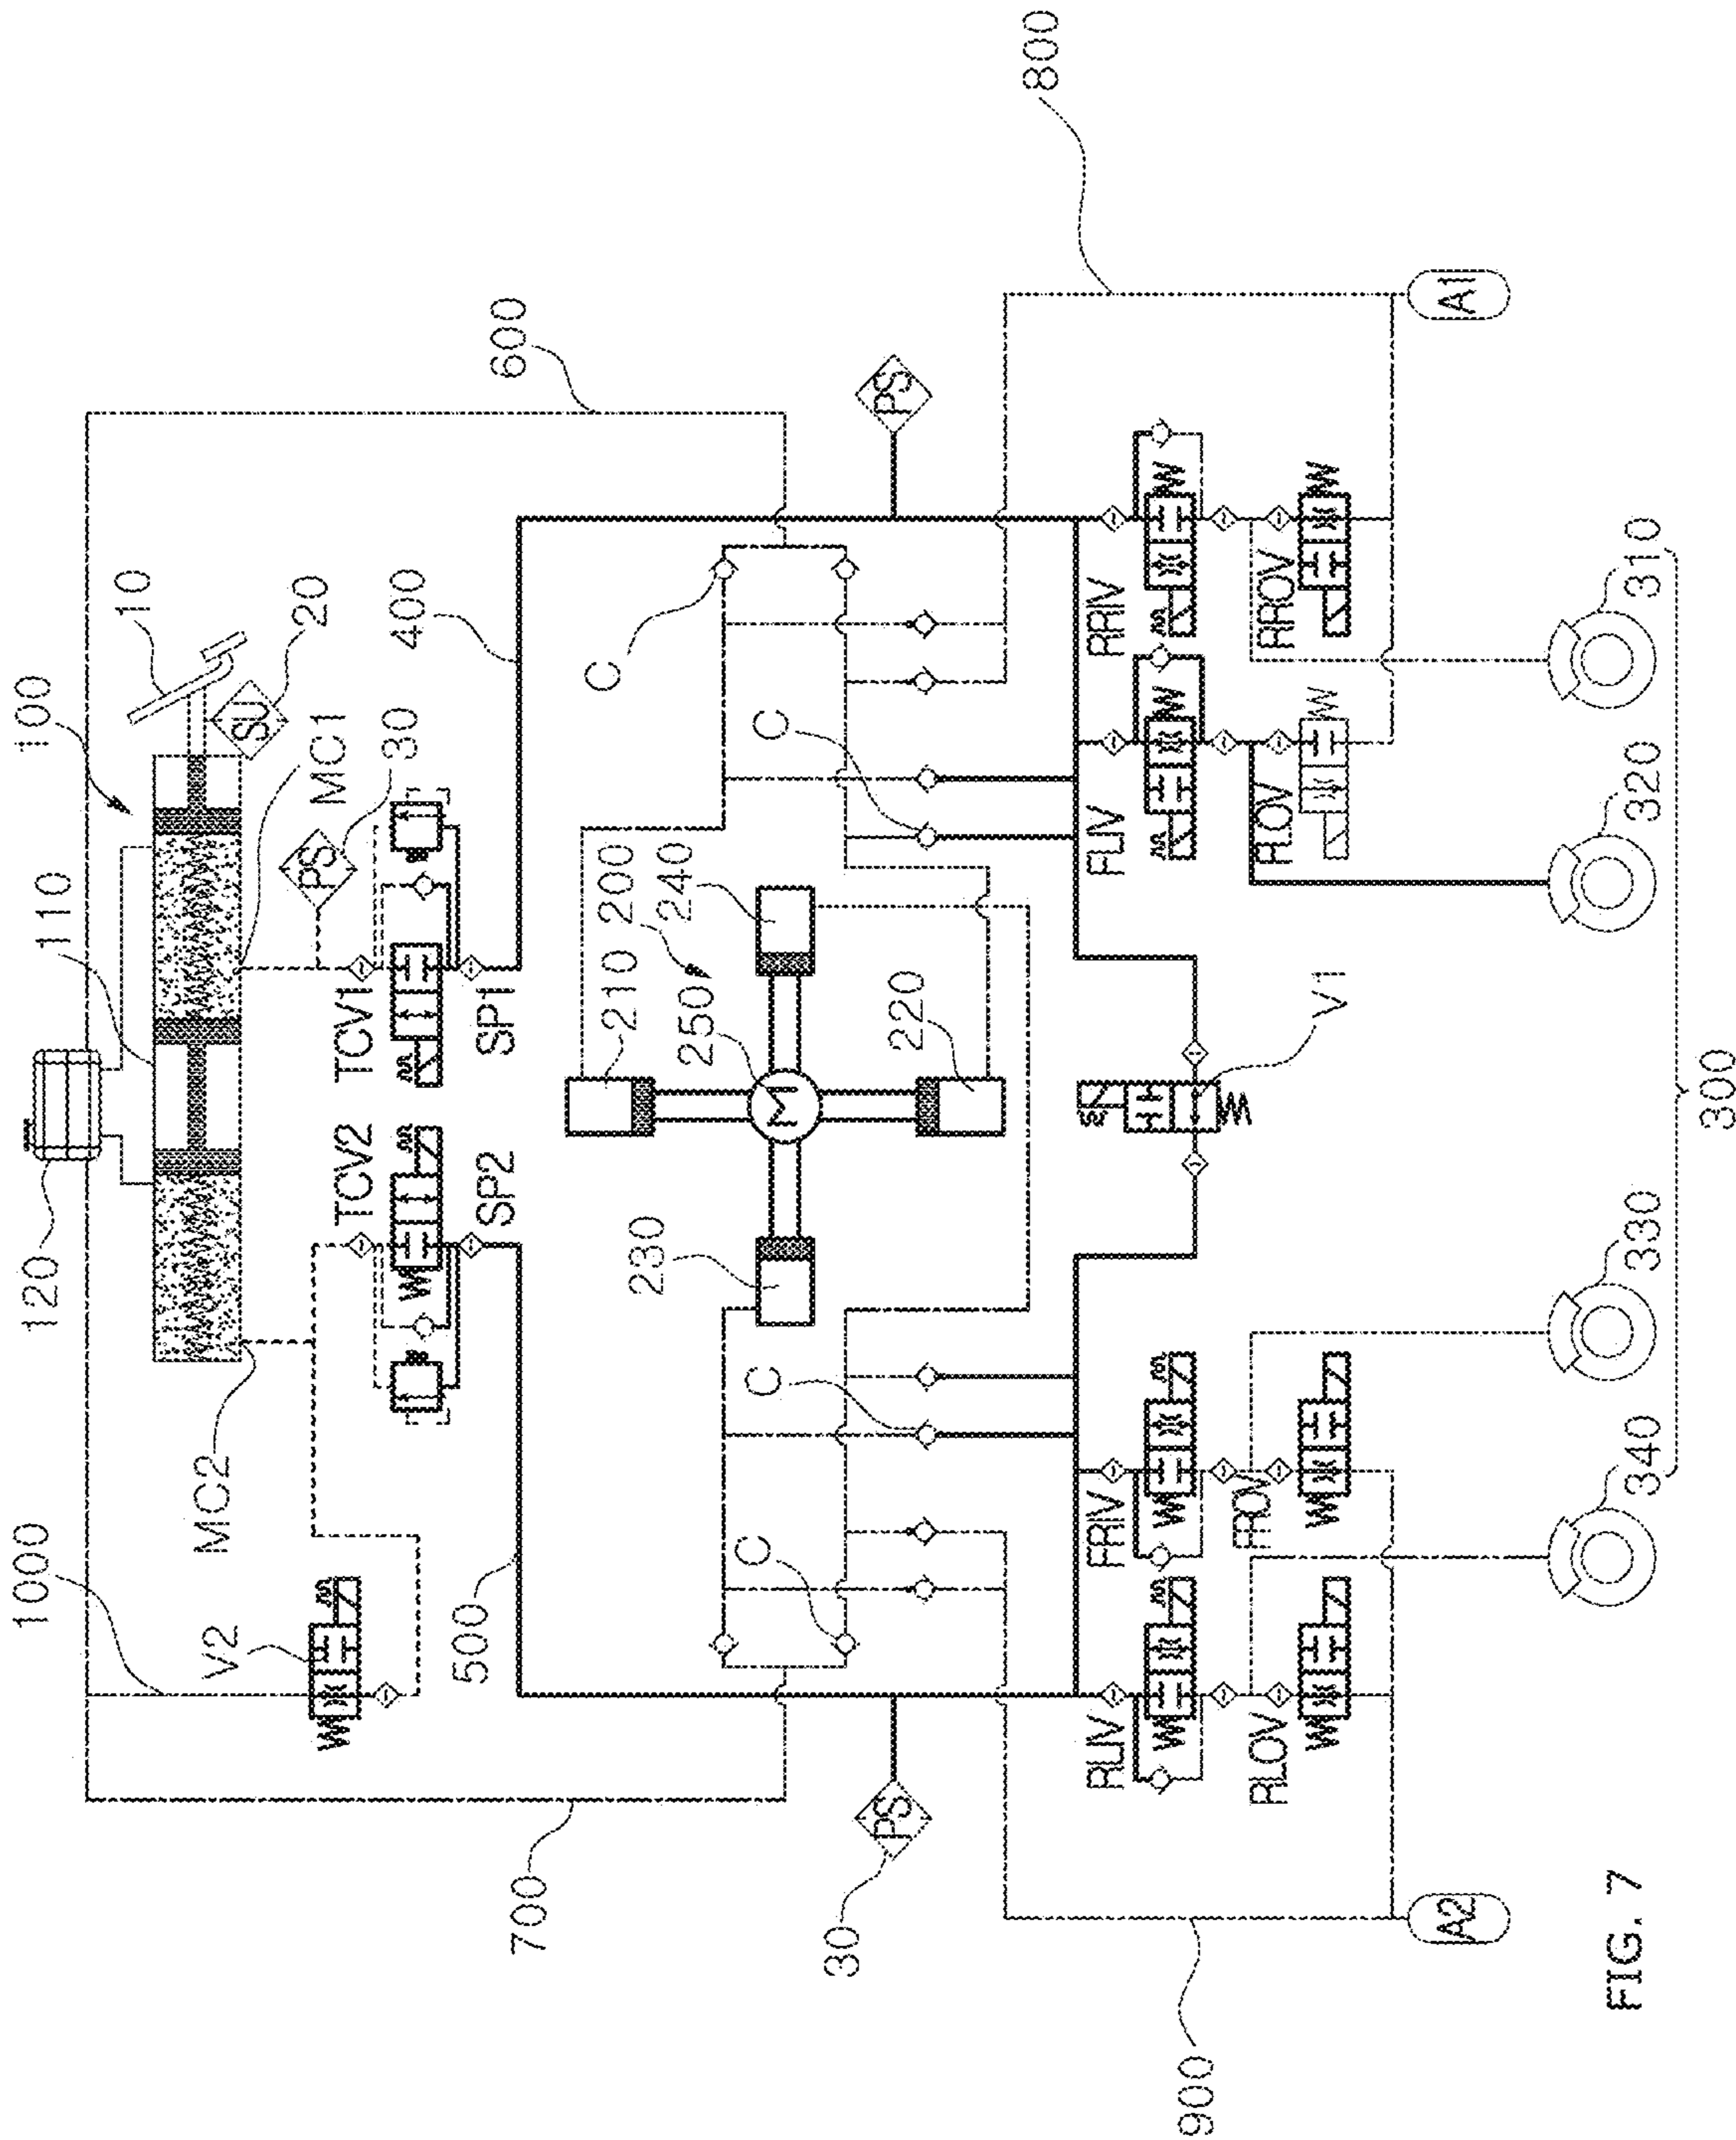 FIG. 7
120
110
100
10
SU
20
MC1
PS
30
MC2
1000
V2
TCV2
TCV1
SP2
SP1
400
500
600
700
C
C
C
C
210
200
250
240
230
220
M
PS
30
PS
800
900
V1
RLIV
FRIV
FLIV
RRIV
RLOV
FROV
FLOV
RROV
A2
A1
340
330
320
310
300